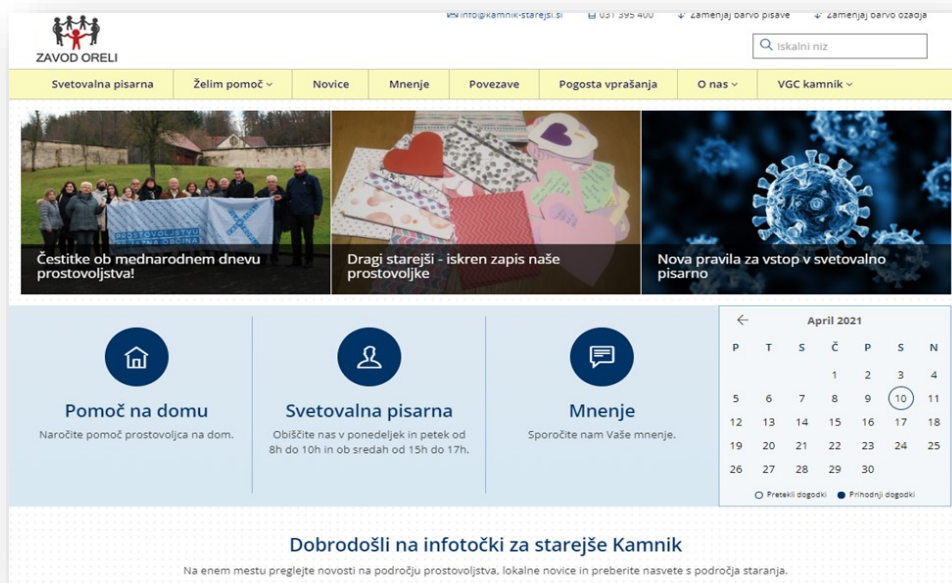 info@kamnik-starejsi.si 031 395 400 Zamenjaj barvo pisave Zamenjaj barvo ozadja
ZAVOD ORELI
Iskalni niz
Svetovalna pisarna Želim pomoč Novice Mnenje Povezave Pogosta vprašanja O nas VGC kamnik
PROSTOVOLJSTVU
Čestitke ob mednarodnem dnevu
prostovoljstva!
Dragi starejši - iskren zapis naše
prostovoljke
Nova pravila za vstop v svetovalno
pisarno
Pomoč na domu
Naročite pomoč prostovoljca na dom.
Svetovalna pisarna
Obiščite nas v ponedeljek in petek od
8h do 10h in ob sredah od 15h do 17h.
Mnenje
Sporočite nam Vaše mnenje.
April 2021
P T S Č P S N
1 2 3 4
5 6 7 8 9 10 11
12 13 14 15 16 17 18
19 20 21 22 23 24 25
26 27 28 29 30
Pretekli dogodki Prihodnji dogodki
Dobrodošli na infotočki za starejše Kamnik
Na enem mestu preglejte novosti na področju prostovoljstva, lokalne novice in preberite nasvete s področja staranja.